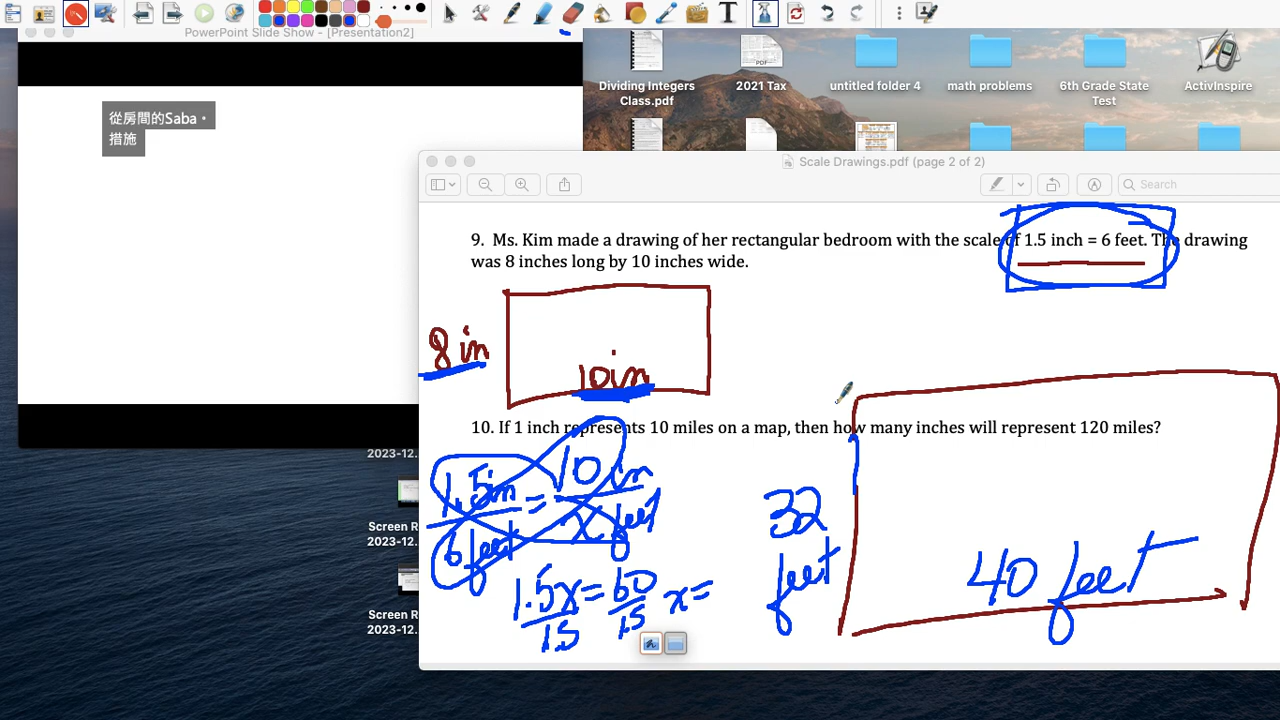 PowerPoint Slide Show - [Presentation2]
從房間的Saba，
措施
Dividing Integers
Class.pdf
2021 Tax
untitled folder 4
math problems
6th Grade State
Test
ActivInspire
PDF
Scale Drawings.pdf (page 2 of 2)
Search
9. Ms. Kim made a drawing of her rectangular bedroom with the scale of 1.5 inch = 6 feet. The drawing
was 8 inches long by 10 inches wide.
8 in
10 in
10. If 1 inch represents 10 miles on a map, then how many inches will represent 120 miles?
1.5in = 10 in
6 feet x feet
1.5x = 60 x =
1.5 1.5
32
feet
40 feet
2023-12.
Screen R
2023-12.
Screen R
2023-12.
Screen R
2023-12.